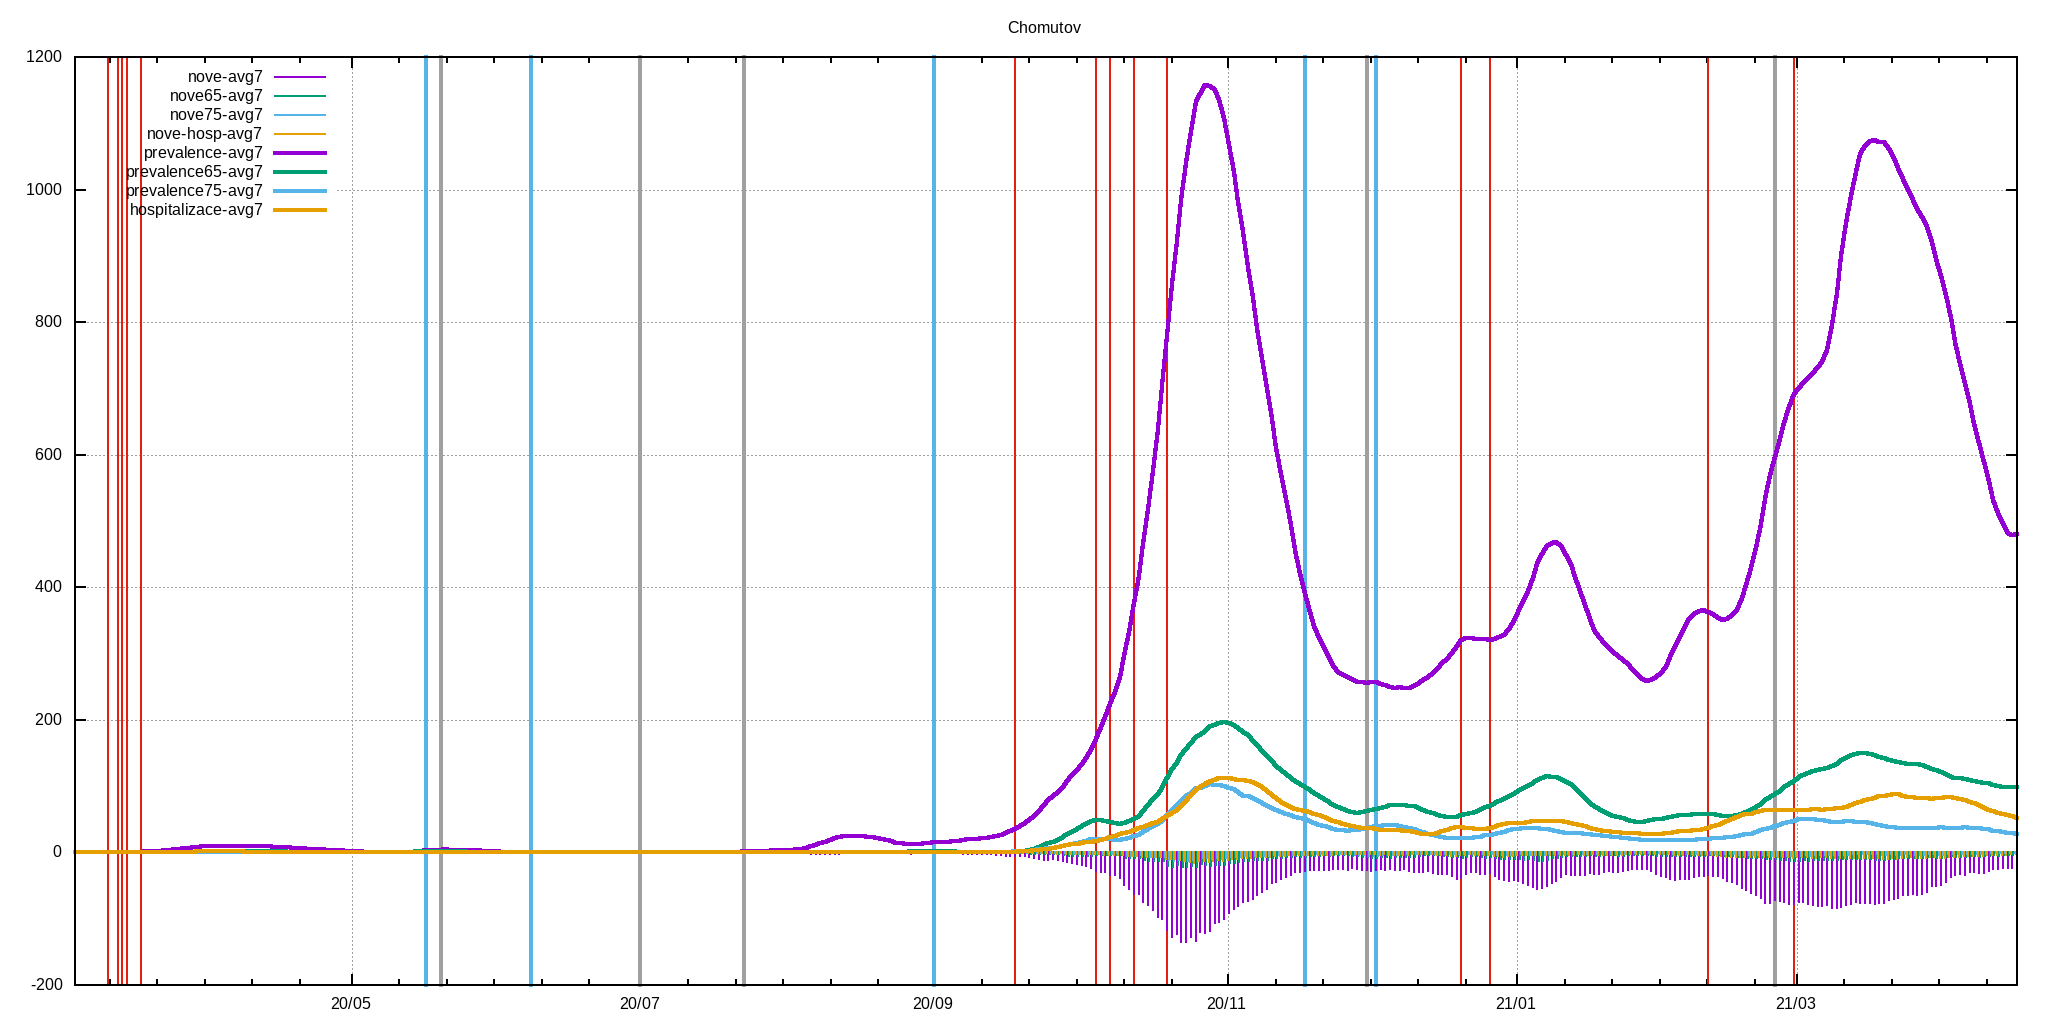 Chomutov
1200
1000
800
600
400
200
0
-200
nove-avg7
nove65-avg7
nove75-avg7
nove-hosp-avg7
prevalence-avg7
prevalence65-avg7
prevalence75-avg7
hospitalizace-avg7
20/05 20/07 20/09 20/11 21/01 21/03